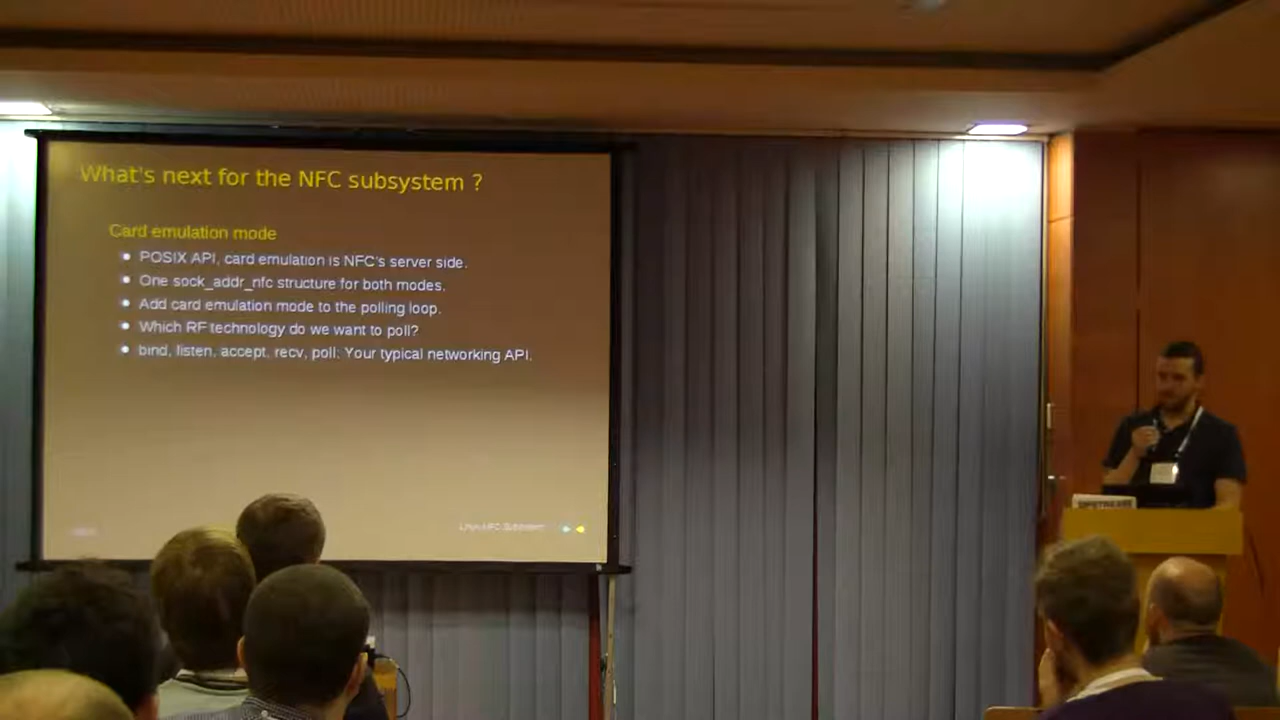 What's next for the NFC subsystem ?
Card emulation mode
POSIX API, card emulation is NFC's server side.
One sock_addr_nfc structure for both modes.
Add card emulation mode to the polling loop.
Which RF technology do we want to poll?
bind, listen, accept, recv, poll: Your typical networking API.
Linux NFC Subsystem
UPSTREAM